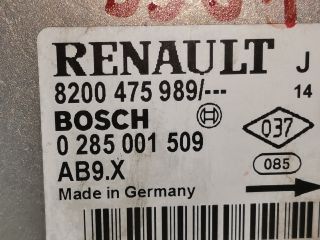 RENAULT J
8200 475 989/--- 14
BOSCH
037
0 285 001 509
085
AB9.X
Made in Germany